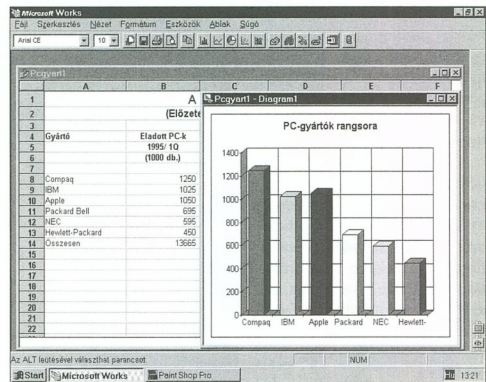 Microsoft Works
Fájl Szerkesztés Nézet Formátum Eszközök Ablak Súgó
Arial CE 10
Pcgyart1
A B C D E F
1 A
2 (Előzete
3
4 Gyártó Eladott PC-k
5 1995/ 1Q
6 (1000 db.)
7
8 Compaq 1250
9 IBM 1025
10 Apple 1050
11 Packard Bell 695
12 NEC 595
13 Hewlett-Packard 450
14 Összesen 13665
15
16
17
18
19
20
21
22
Pcgyart1 - Diagram1
PC-gyártók rangsora
1400
1200
1000
800
600
400
200
0
Compaq IBM Apple Packard NEC Hewlett-
Az ALT leütésével választhat parancsot.
NUM
Start Microsoft Works Paint Shop Pro Hu 13:21